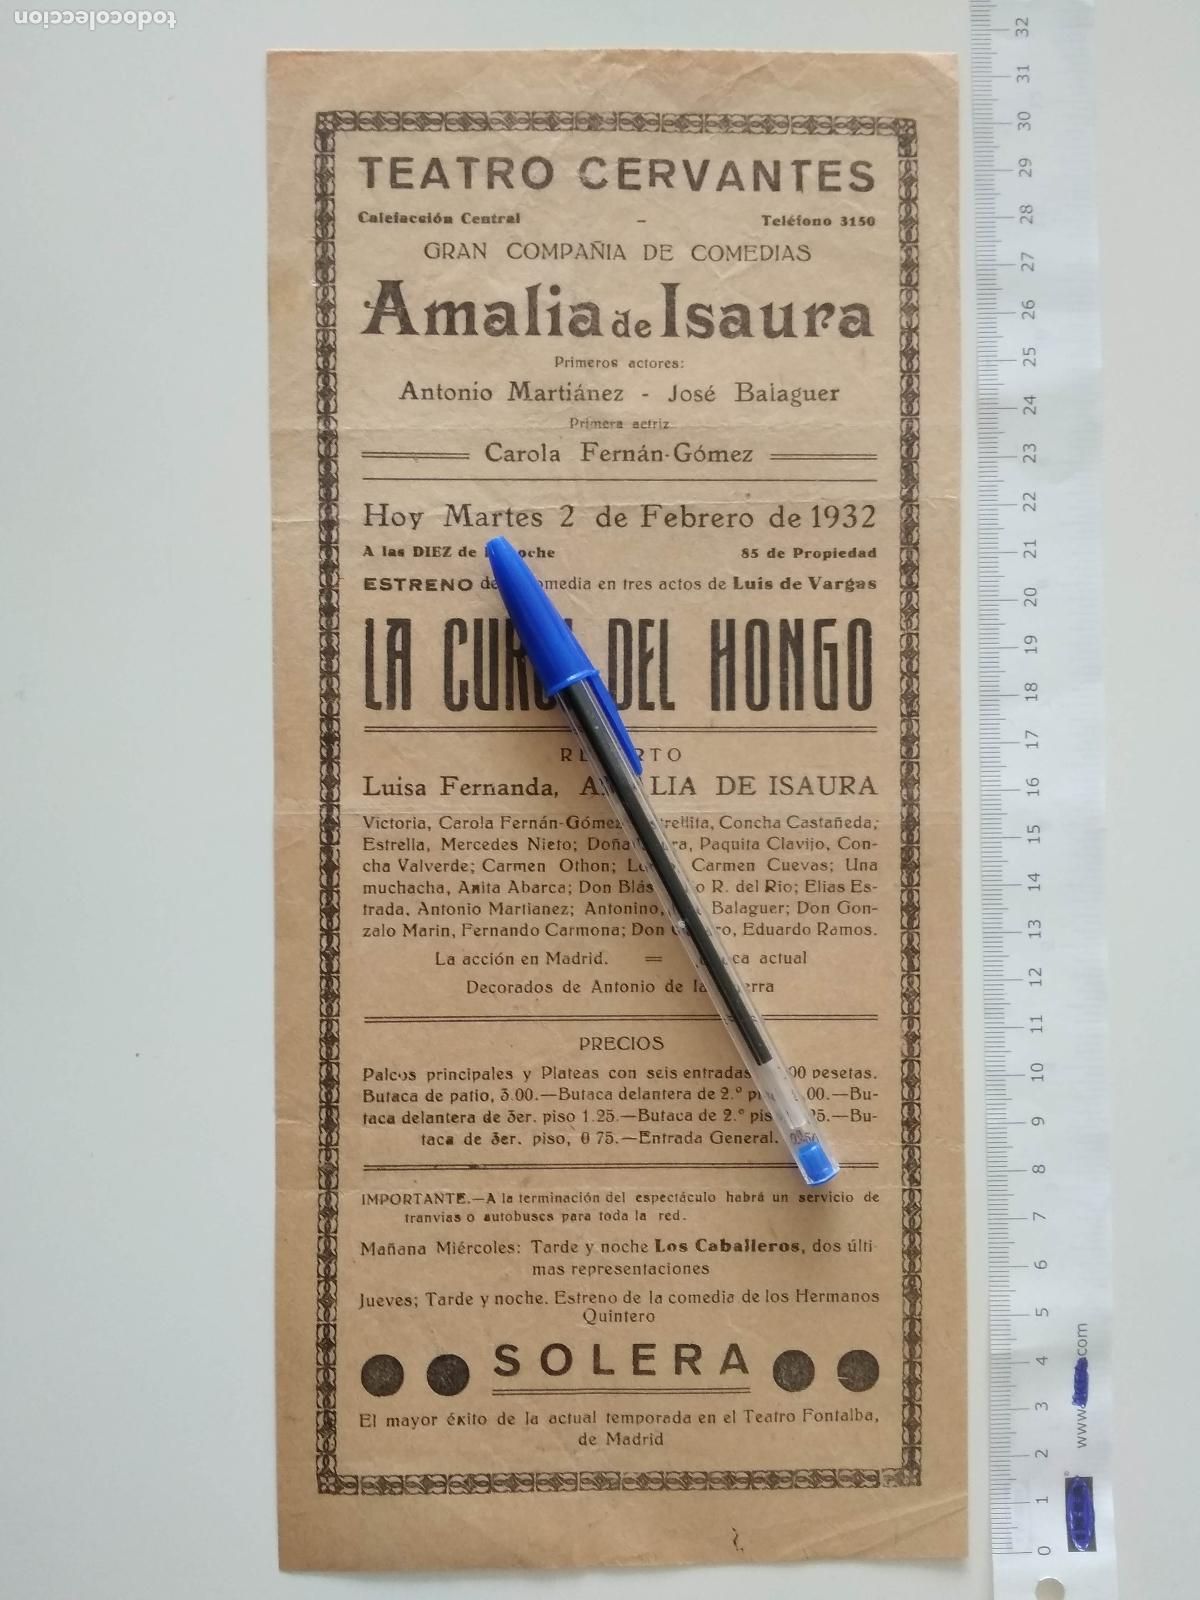 todocoleccion
TEATRO CERVANTES
Calefacción Central - Teléfono 3150
GRAN COMPAÑIA DE COMEDIAS
Amalia de Isaura
Primeros actores:
Antonio Martiánez - José Balaguer
Primera actriz
Carola Fernán-Gómez
Hoy Martes 2 de Febrero de 1932
A las DIEZ de noche 85 de Propiedad
ESTRENO de comedia en tres actos de Luis de Vargas
LA DEL HONGO
REPARTO
Luisa Fernanda, AMALIA DE ISAURA
Victoria, Carola Fernán-Gómez; Estrellita, Concha Castañeda;
Estrella, Mercedes Nieto; Doña Paquita Clavijo, Con-
cha Valverde; Carmen Othon; Carmen Cuevas; Una
muchacha, Anita Abarca; Don Blás, R. del Rio; Elias Es-
trada, Antonio Martianez; Antonino, José Balaguer; Don Gon-
zalo Marin, Fernando Carmona; Don Eduardo Ramos.
La acción en Madrid. = Epoca actual
Decorados de Antonio de la Guerra
PRECIOS
Palcos principales y Plateas con seis entradas pesetas.
Butaca de patio, 3.00.—Butaca delantera de 2.º piso .00.—Bu-
taca delantera de 3er. piso 1.25.—Butaca de 2.º piso .—Bu-
taca de 3er. piso, 0 75.—Entrada General.
IMPORTANTE.—A la terminación del espectáculo habrá un servicio de
tranvias o autobuses para toda la red.
Mañana Miércoles: Tarde y noche Los Caballeros, dos últi-
mas representaciones
Jueves; Tarde y noche. Estreno de la comedia de los Hermanos
Quintero
SOLERA
El mayor éxito de la actual temporada en el Teatro Fontalba,
de Madrid
32
31
30
29
28
27
26
25
24
23
22
21
20
19
18
17
16
15
14
13
12
11
10
9
8
7
6
5
4
3
2
1
0
www. .com